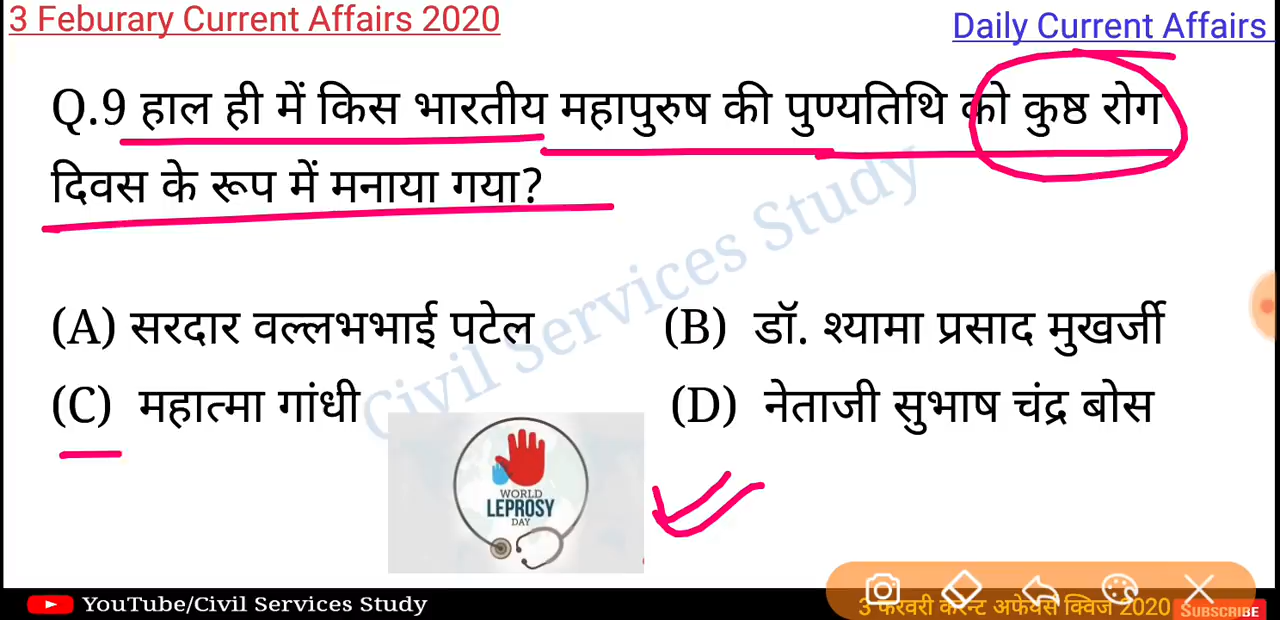 3 Feburary Current Affairs 2020
Daily Current Affairs
Q.9 हाल ही में किस भारतीय महापुरुष की पुण्यतिथि को कुष्ठ रोग
दिवस के रूप में मनाया गया?
(A) सरदार वल्लभभाई पटेल
(B) डॉ. श्यामा प्रसाद मुखर्जी
(C) महात्मा गांधी
(D) नेताजी सुभाष चंद्र बोस
Civil Services Study
WORLD
LEPROSY
DAY
YouTube/Civil Services Study
3 फरवरी करेन्ट अफेयर्स क्विज 2020
SUBSCRIBE